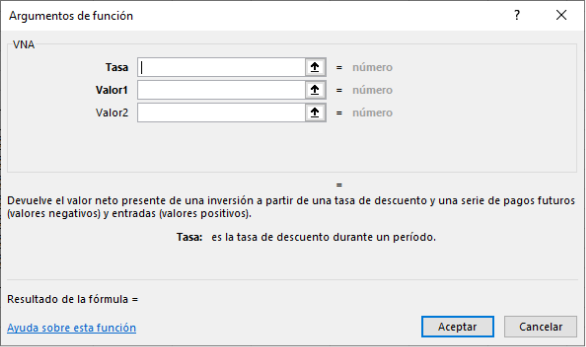 Argumentos de función ? ×
VNA
Tasa = número
Valor1 = número
Valor2 = número
=
Devuelve el valor neto presente de una inversión a partir de una tasa de descuento y una serie de pagos futuros
(valores negativos) y entradas (valores positivos).
Tasa: es la tasa de descuento durante un período.
Resultado de la fórmula =
Ayuda sobre esta función Aceptar Cancelar